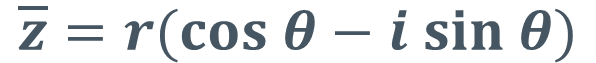 z̅ = r(cos θ − i sin θ)